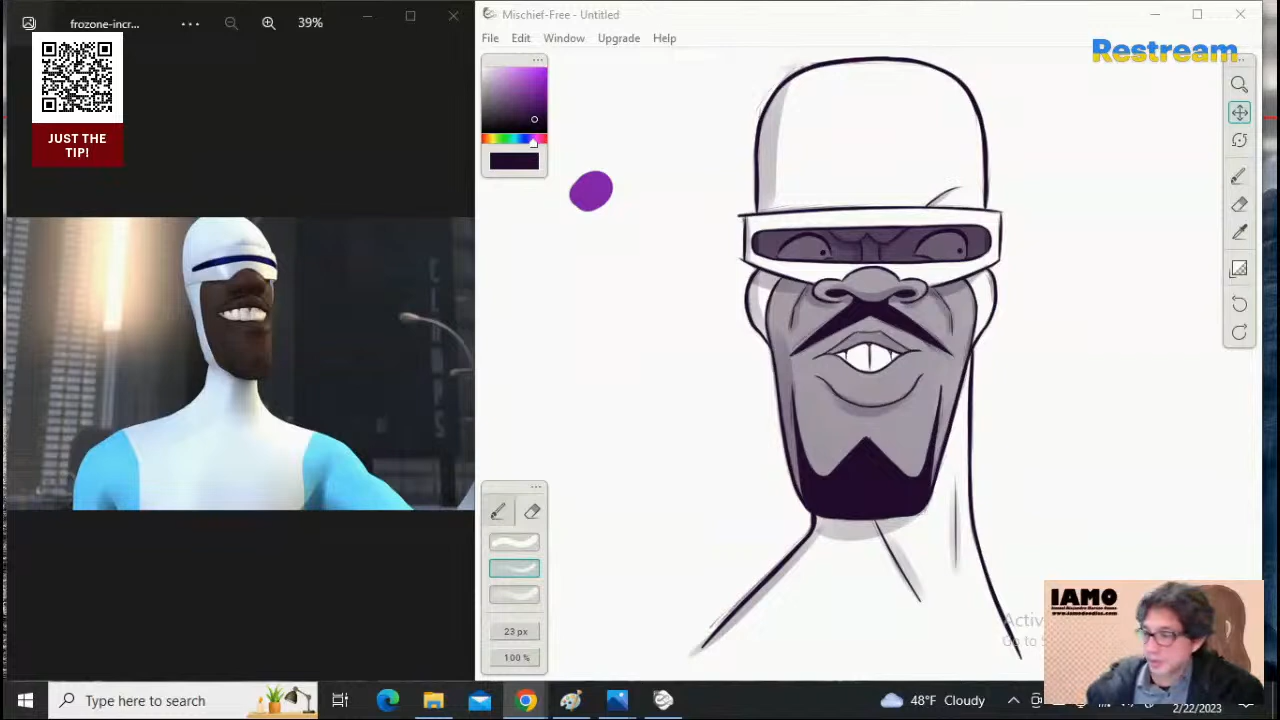 frozone-incr...
39%
JUST THE
TIP!
Mischief-Free - Untitled
File Edit Window Upgrade Help
Restream
23 px
100 %
IAMO
Type here to search
48°F Cloudy
2/22/2023